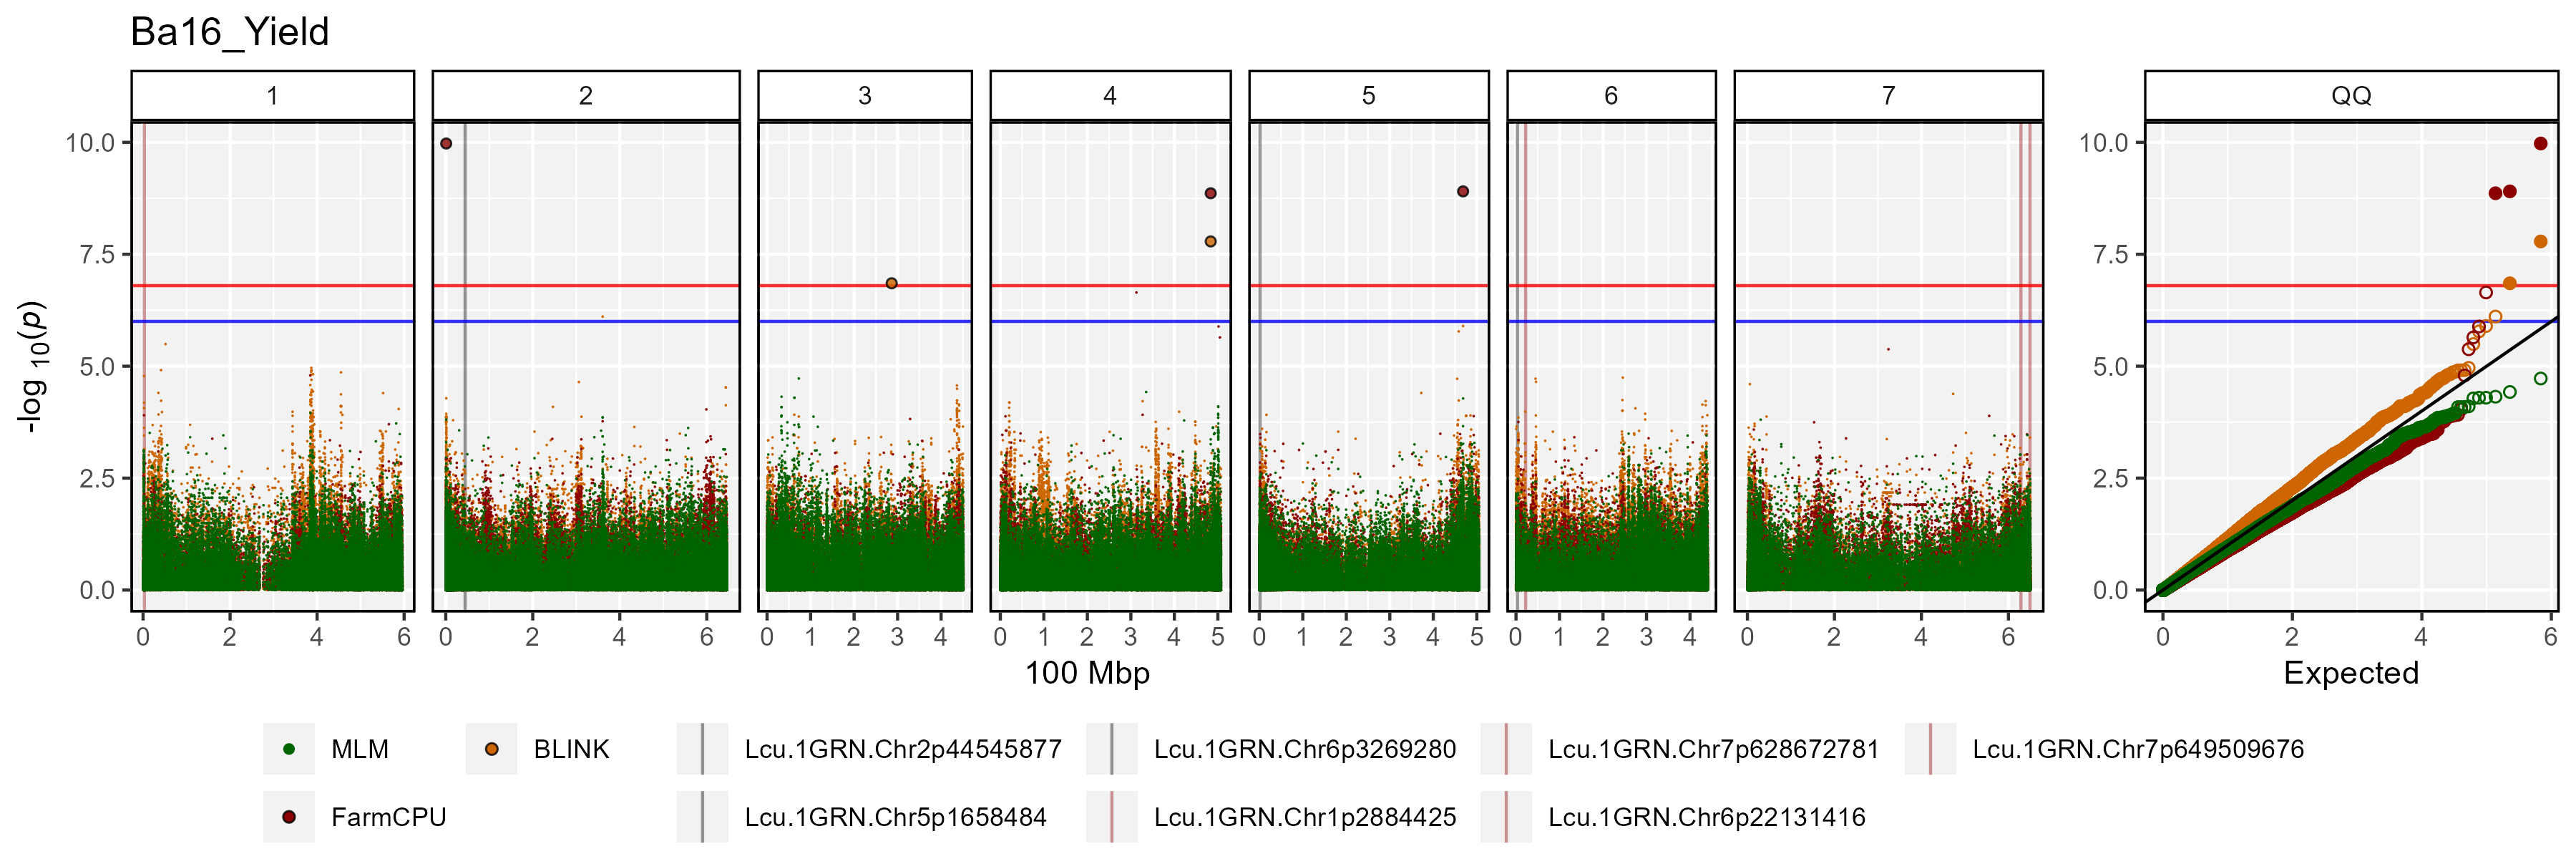 Ba16_Yield
1 2 3 4 5 6 7 QQ
10.0 10.0
7.5 7.5
5.0 5.0
2.5 2.5
0.0 0.0
-log 10(p)
0 2 4 6 0 2 4 6 0 1 2 3 4 0 1 2 3 4 5 0 1 2 3 4 5 0 1 2 3 4 0 2 4 6 0 2 4 6
100 Mbp Expected
MLM BLINK Lcu.1GRN.Chr2p44545877 Lcu.1GRN.Chr6p3269280 Lcu.1GRN.Chr7p628672781 Lcu.1GRN.Chr7p649509676
FarmCPU Lcu.1GRN.Chr5p1658484 Lcu.1GRN.Chr1p2884425 Lcu.1GRN.Chr6p22131416